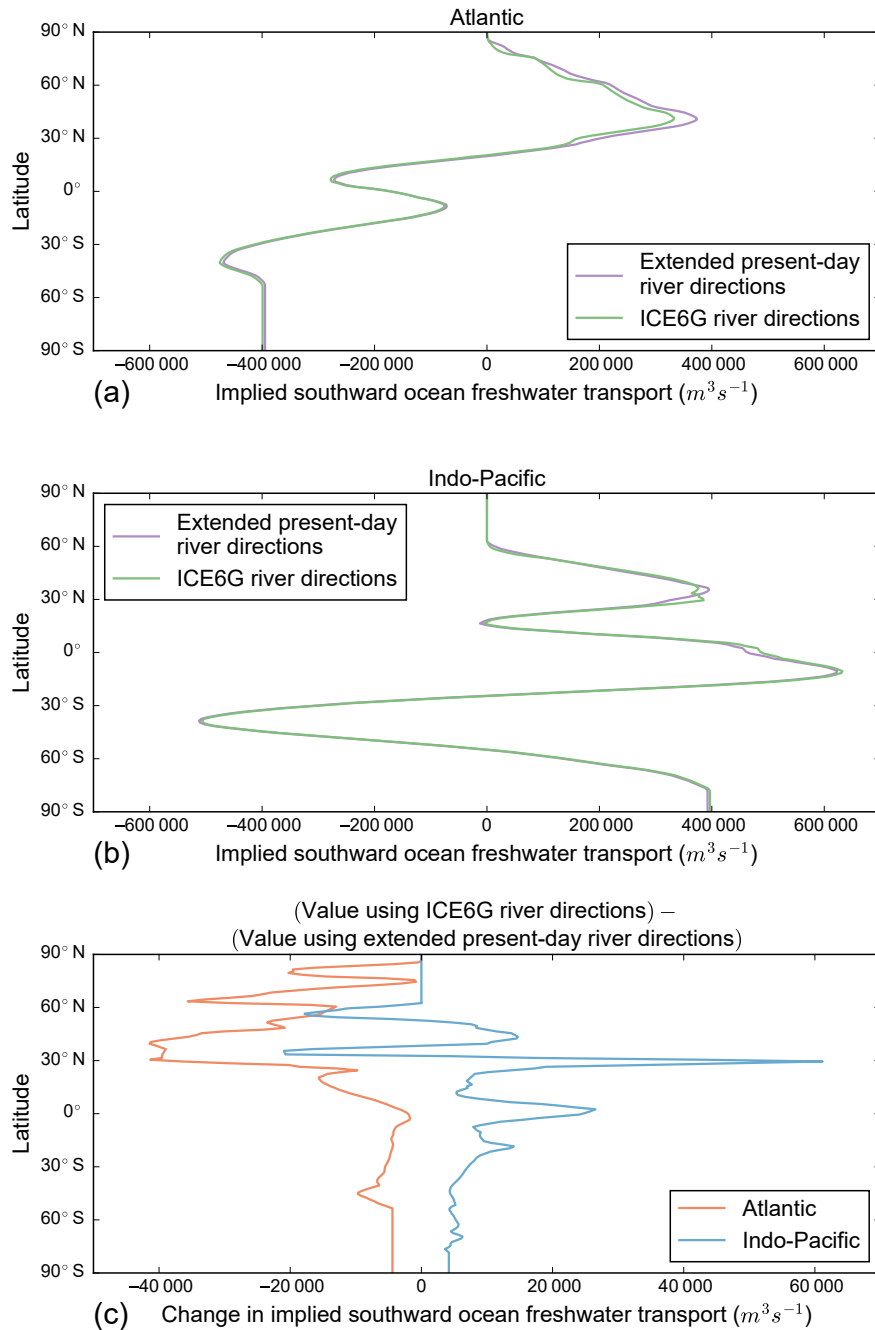 Atlantic
90° N
60° N
30° N
0°
30° S
60° S
90° S
Latitude
Extended present-day
river directions
ICE6G river directions
−600 000 −400 000 −200 000 0 200 000 400 000 600 000
(a) Implied southward ocean freshwater transport (m³s⁻¹)
Indo-Pacific
90° N
60° N
30° N
0°
30° S
60° S
90° S
Latitude
Extended present-day
river directions
ICE6G river directions
−600 000 −400 000 −200 000 0 200 000 400 000 600 000
(b) Implied southward ocean freshwater transport (m³s⁻¹)
(Value using ICE6G river directions) −
(Value using extended present-day river directions)
90° N
60° N
30° N
0°
30° S
60° S
90° S
Latitude
Atlantic
Indo-Pacific
−40 000 −20 000 0 20 000 40 000 60 000
(c) Change in implied southward ocean freshwater transport (m³s⁻¹)